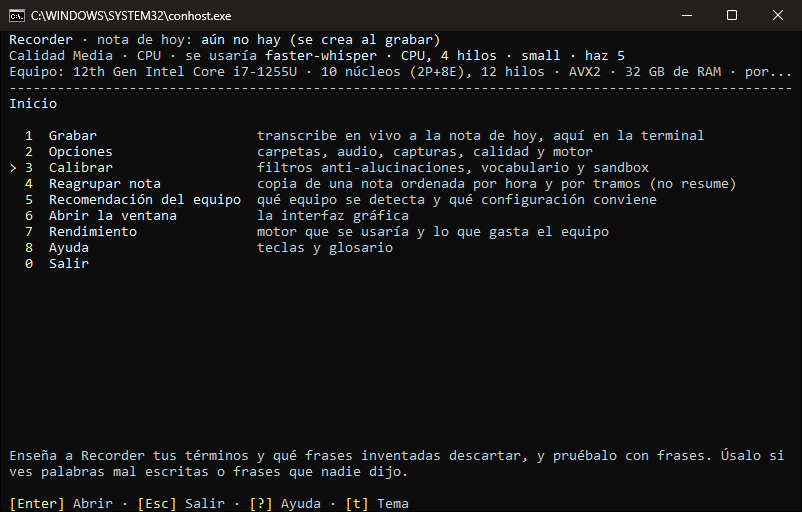 C:\WINDOWS\SYSTEM32\conhost.exe
Recorder · nota de hoy: aún no hay (se crea al grabar)
Calidad Media · CPU · se usaría faster-whisper · CPU, 4 hilos · small · haz 5
Equipo: 12th Gen Intel Core i7-1255U · 10 núcleos (2P+8E), 12 hilos · AVX2 · 32 GB de RAM · por...
--------------------------------------------------------------------------------------------------
Inicio
1 Grabar transcribe en vivo a la nota de hoy, aquí en la terminal
2 Opciones carpetas, audio, capturas, calidad y motor
> 3 Calibrar filtros anti-alucinaciones, vocabulario y sandbox
4 Reagrupar nota copia de una nota ordenada por hora y por tramos (no resume)
5 Recomendación del equipo qué equipo se detecta y qué configuración conviene
6 Abrir la ventana la interfaz gráfica
7 Rendimiento motor que se usaría y lo que gasta el equipo
8 Ayuda teclas y glosario
0 Salir
Enseña a Recorder tus términos y qué frases inventadas descartar, y pruébalo con frases. Úsalo si
ves palabras mal escritas o frases que nadie dijo.
[Enter] Abrir · [Esc] Salir · [?] Ayuda · [t] Tema